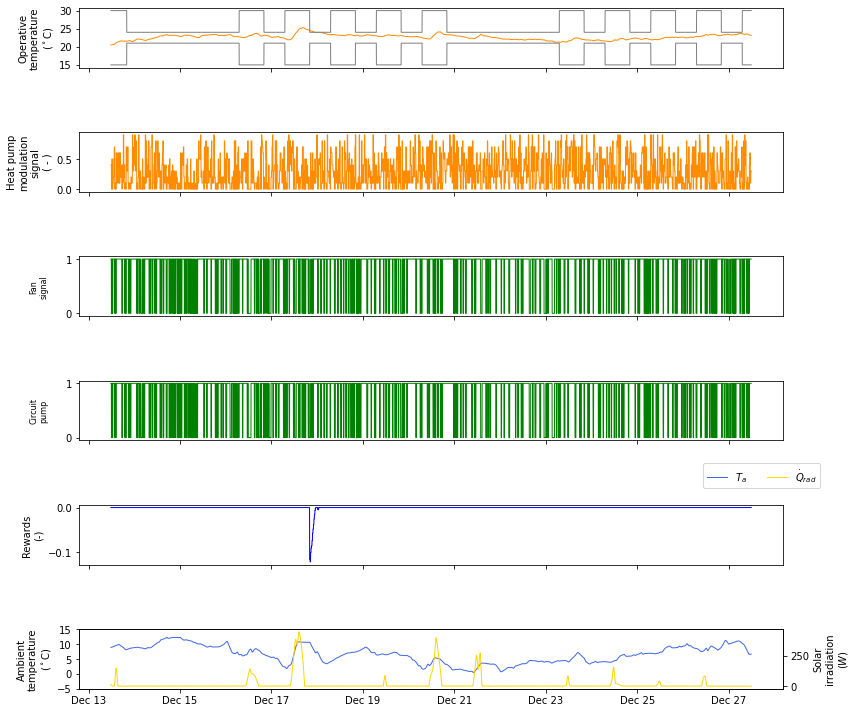 Operative
temperature
(°C)
30
25
20
15
Heat pump
modulation
signal
( - )
0.5
0.0
Fan
signal
1
0
Circuit
pump
1
0
T_a
Q̇_rad
Rewards
(-)
0.0
−0.1
Ambient
temperature
(°C)
15
10
5
0
−5
250
0
Solar
irradiation
(W)
Dec 13 Dec 15 Dec 17 Dec 19 Dec 21 Dec 23 Dec 25 Dec 27